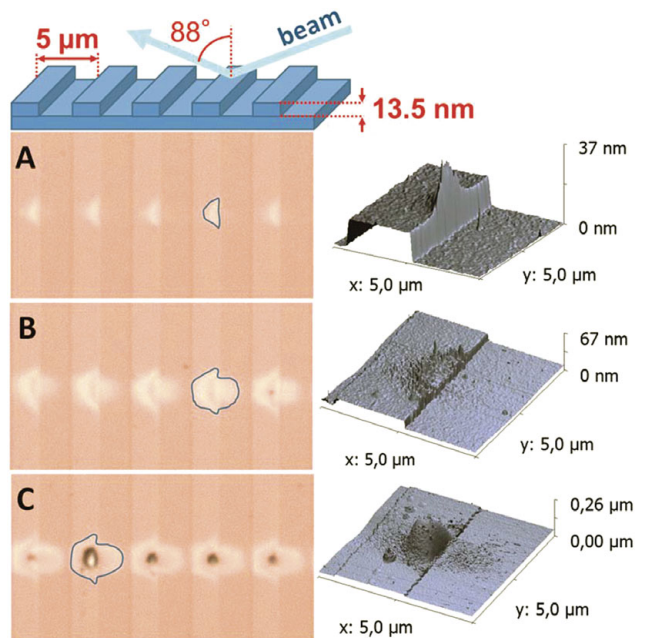 5 µm
88°
beam
13.5 nm
A
37 nm
0 nm
x: 5,0 µm
y: 5,0 µm
B
67 nm
0 nm
x: 5,0 µm
y: 5,0 µm
C
0,26 µm
0,00 µm
x: 5,0 µm
y: 5,0 µm